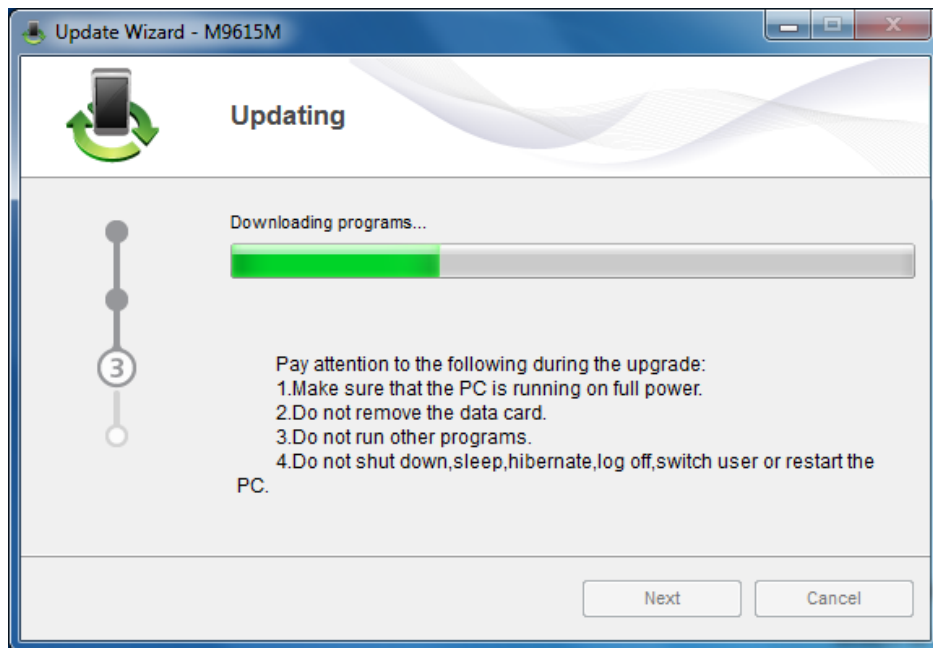 Update Wizard - M9615M
Updating
Downloading programs...
3
Pay attention to the following during the upgrade:
1.Make sure that the PC is running on full power.
2.Do not remove the data card.
3.Do not run other programs.
4.Do not shut down,sleep,hibernate,log off,switch user or restart the
PC.
Next
Cancel